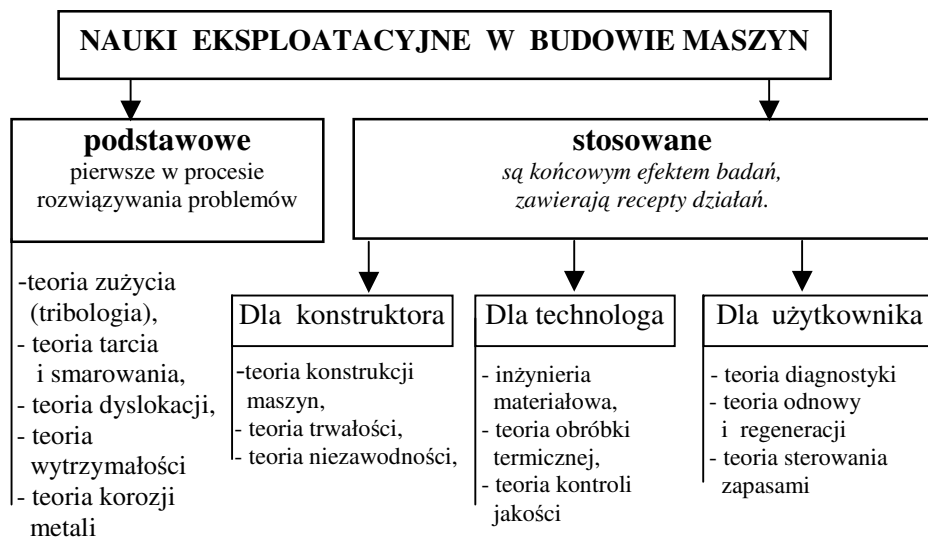 NAUKI EKSPLOATACYJNE W BUDOWIE MASZYN
podstawowe
pierwsze w procesie
rozwiązywania problemów
stosowane
są końcowym efektem badań,
zawierają recepty działań.
-teoria zużycia
(tribologia),
- teoria tarcia
i smarowania,
- teoria dyslokacji,
- teoria
wytrzymałości
- teoria korozji
metali
Dla konstruktora
-teoria konstrukcji
maszyn,
- teoria trwałości,
- teoria niezawodności,
Dla technologa
- inżynieria
materiałowa,
- teoria obróbki
termicznej,
- teoria kontroli
jakości
Dla użytkownika
- teoria diagnostyki
- teoria odnowy
i regeneracji
- teoria sterowania
zapasami